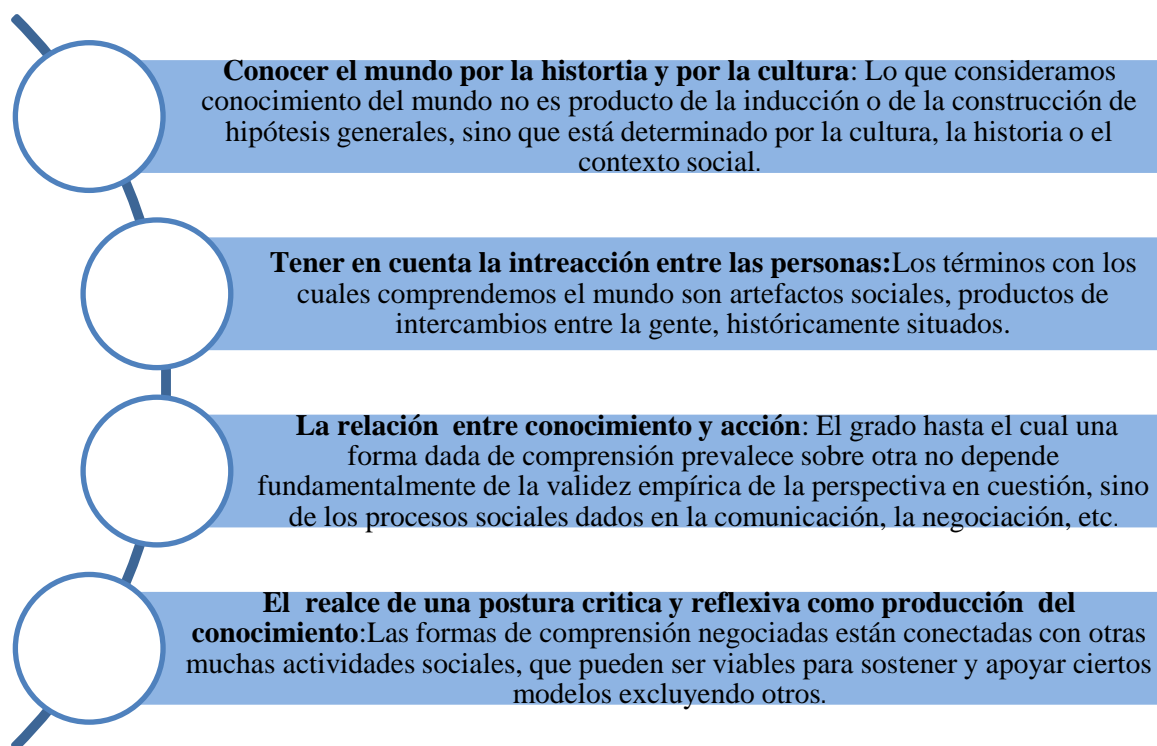 Conocer el mundo por la histortia y por la cultura: Lo que consideramos
conocimiento del mundo no es producto de la inducción o de la construcción de
hipótesis generales, sino que está determinado por la cultura, la historia o el
contexto social.
Tener en cuenta la intreacción entre las personas:Los términos con los
cuales comprendemos el mundo son artefactos sociales, productos de
intercambios entre la gente, históricamente situados.
La relación  entre conocimiento y acción: El grado hasta el cual una
forma dada de comprensión prevalece sobre otra no depende
fundamentalmente de la validez empírica de la perspectiva en cuestión, sino
de los procesos sociales dados en la comunicación, la negociación, etc.
El  realce de una postura critica y reflexiva como producción  del
conocimiento:Las formas de comprensión negociadas están conectadas con otras
muchas actividades sociales, que pueden ser viables para sostener y apoyar ciertos
modelos excluyendo otros.